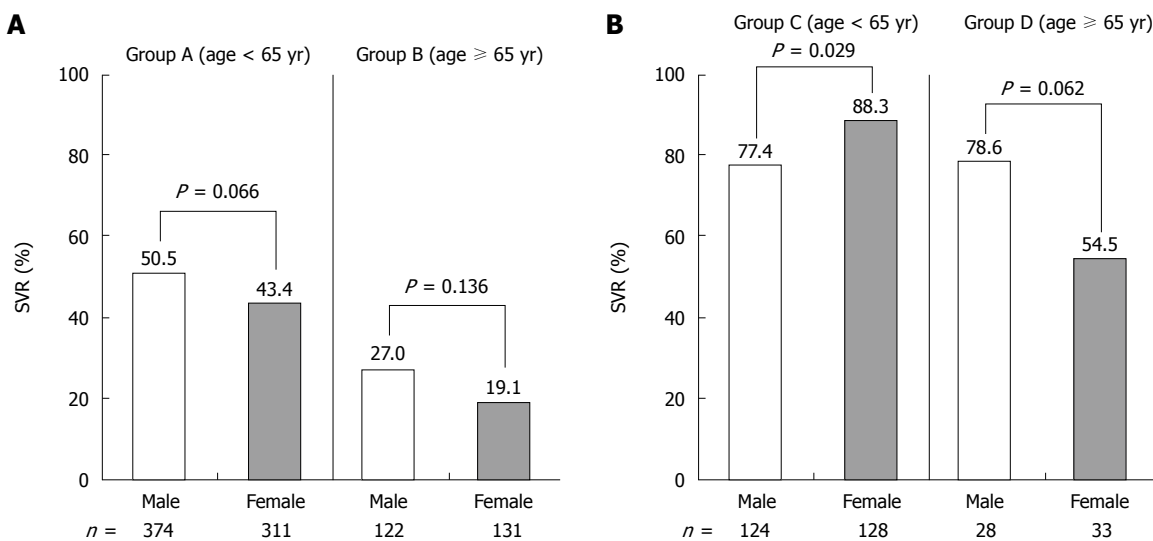 A
Group A (age < 65 yr) Group B (age ≥ 65 yr)
100
80
60
40
20
0
SVR (%)
P = 0.066
50.5
43.4
P = 0.136
27.0
19.1
Male Female Male Female
n = 374 311 122 131
B
Group C (age < 65 yr) Group D (age ≥ 65 yr)
100
80
60
40
20
0
SVR (%)
P = 0.029
77.4
88.3
P = 0.062
78.6
54.5
Male Female Male Female
n = 124 128 28 33